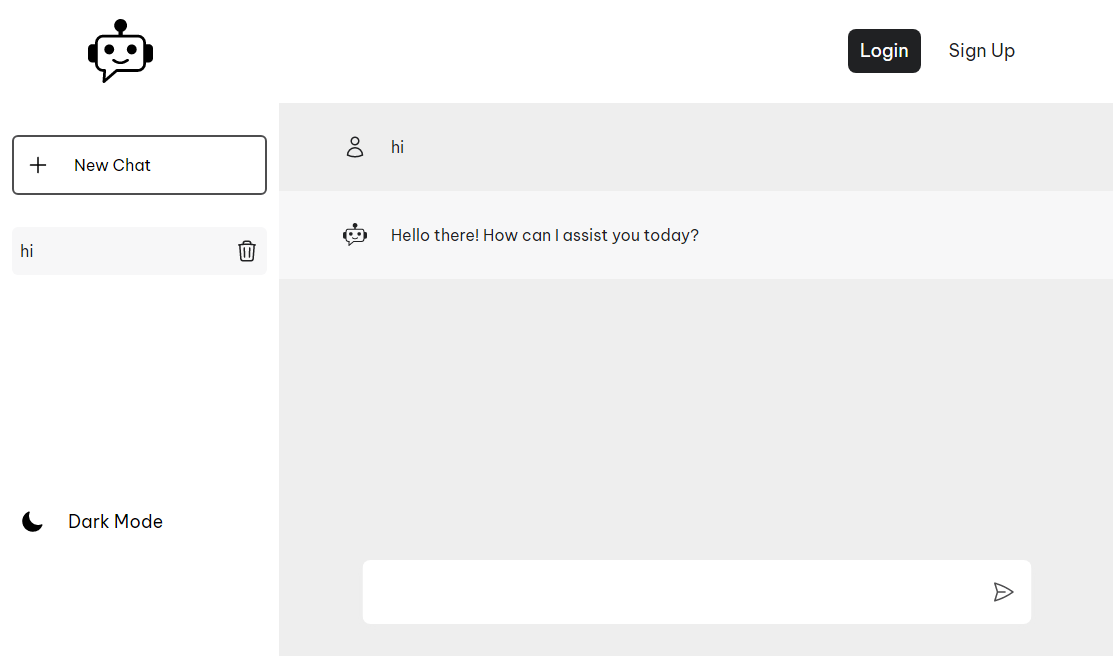 Login
Sign Up
New Chat
hi
Dark Mode
hi
Hello there! How can I assist you today?